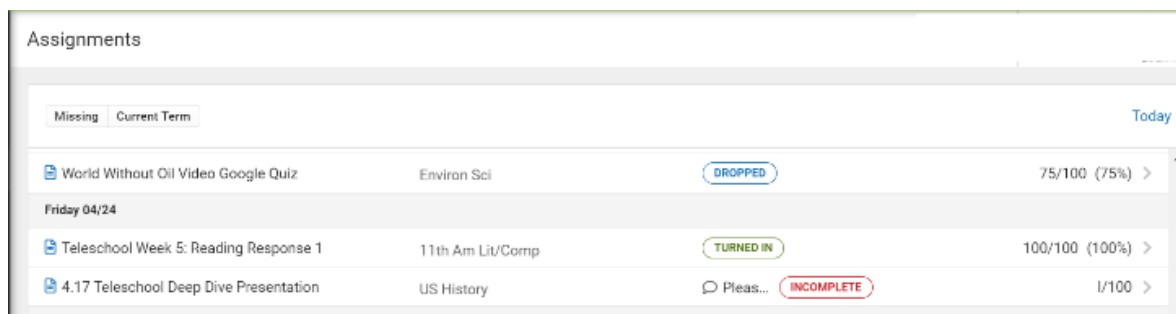 Assignments
Missing Current Term Today
World Without Oil Video Google Quiz Environ Sci DROPPED 75/100 (75%)
Friday 04/24
Teleschool Week 5: Reading Response 1 11th Am Lit/Comp TURNED IN 100/100 (100%)
4.17 Teleschool Deep Dive Presentation US History Pleas... INCOMPLETE I/100